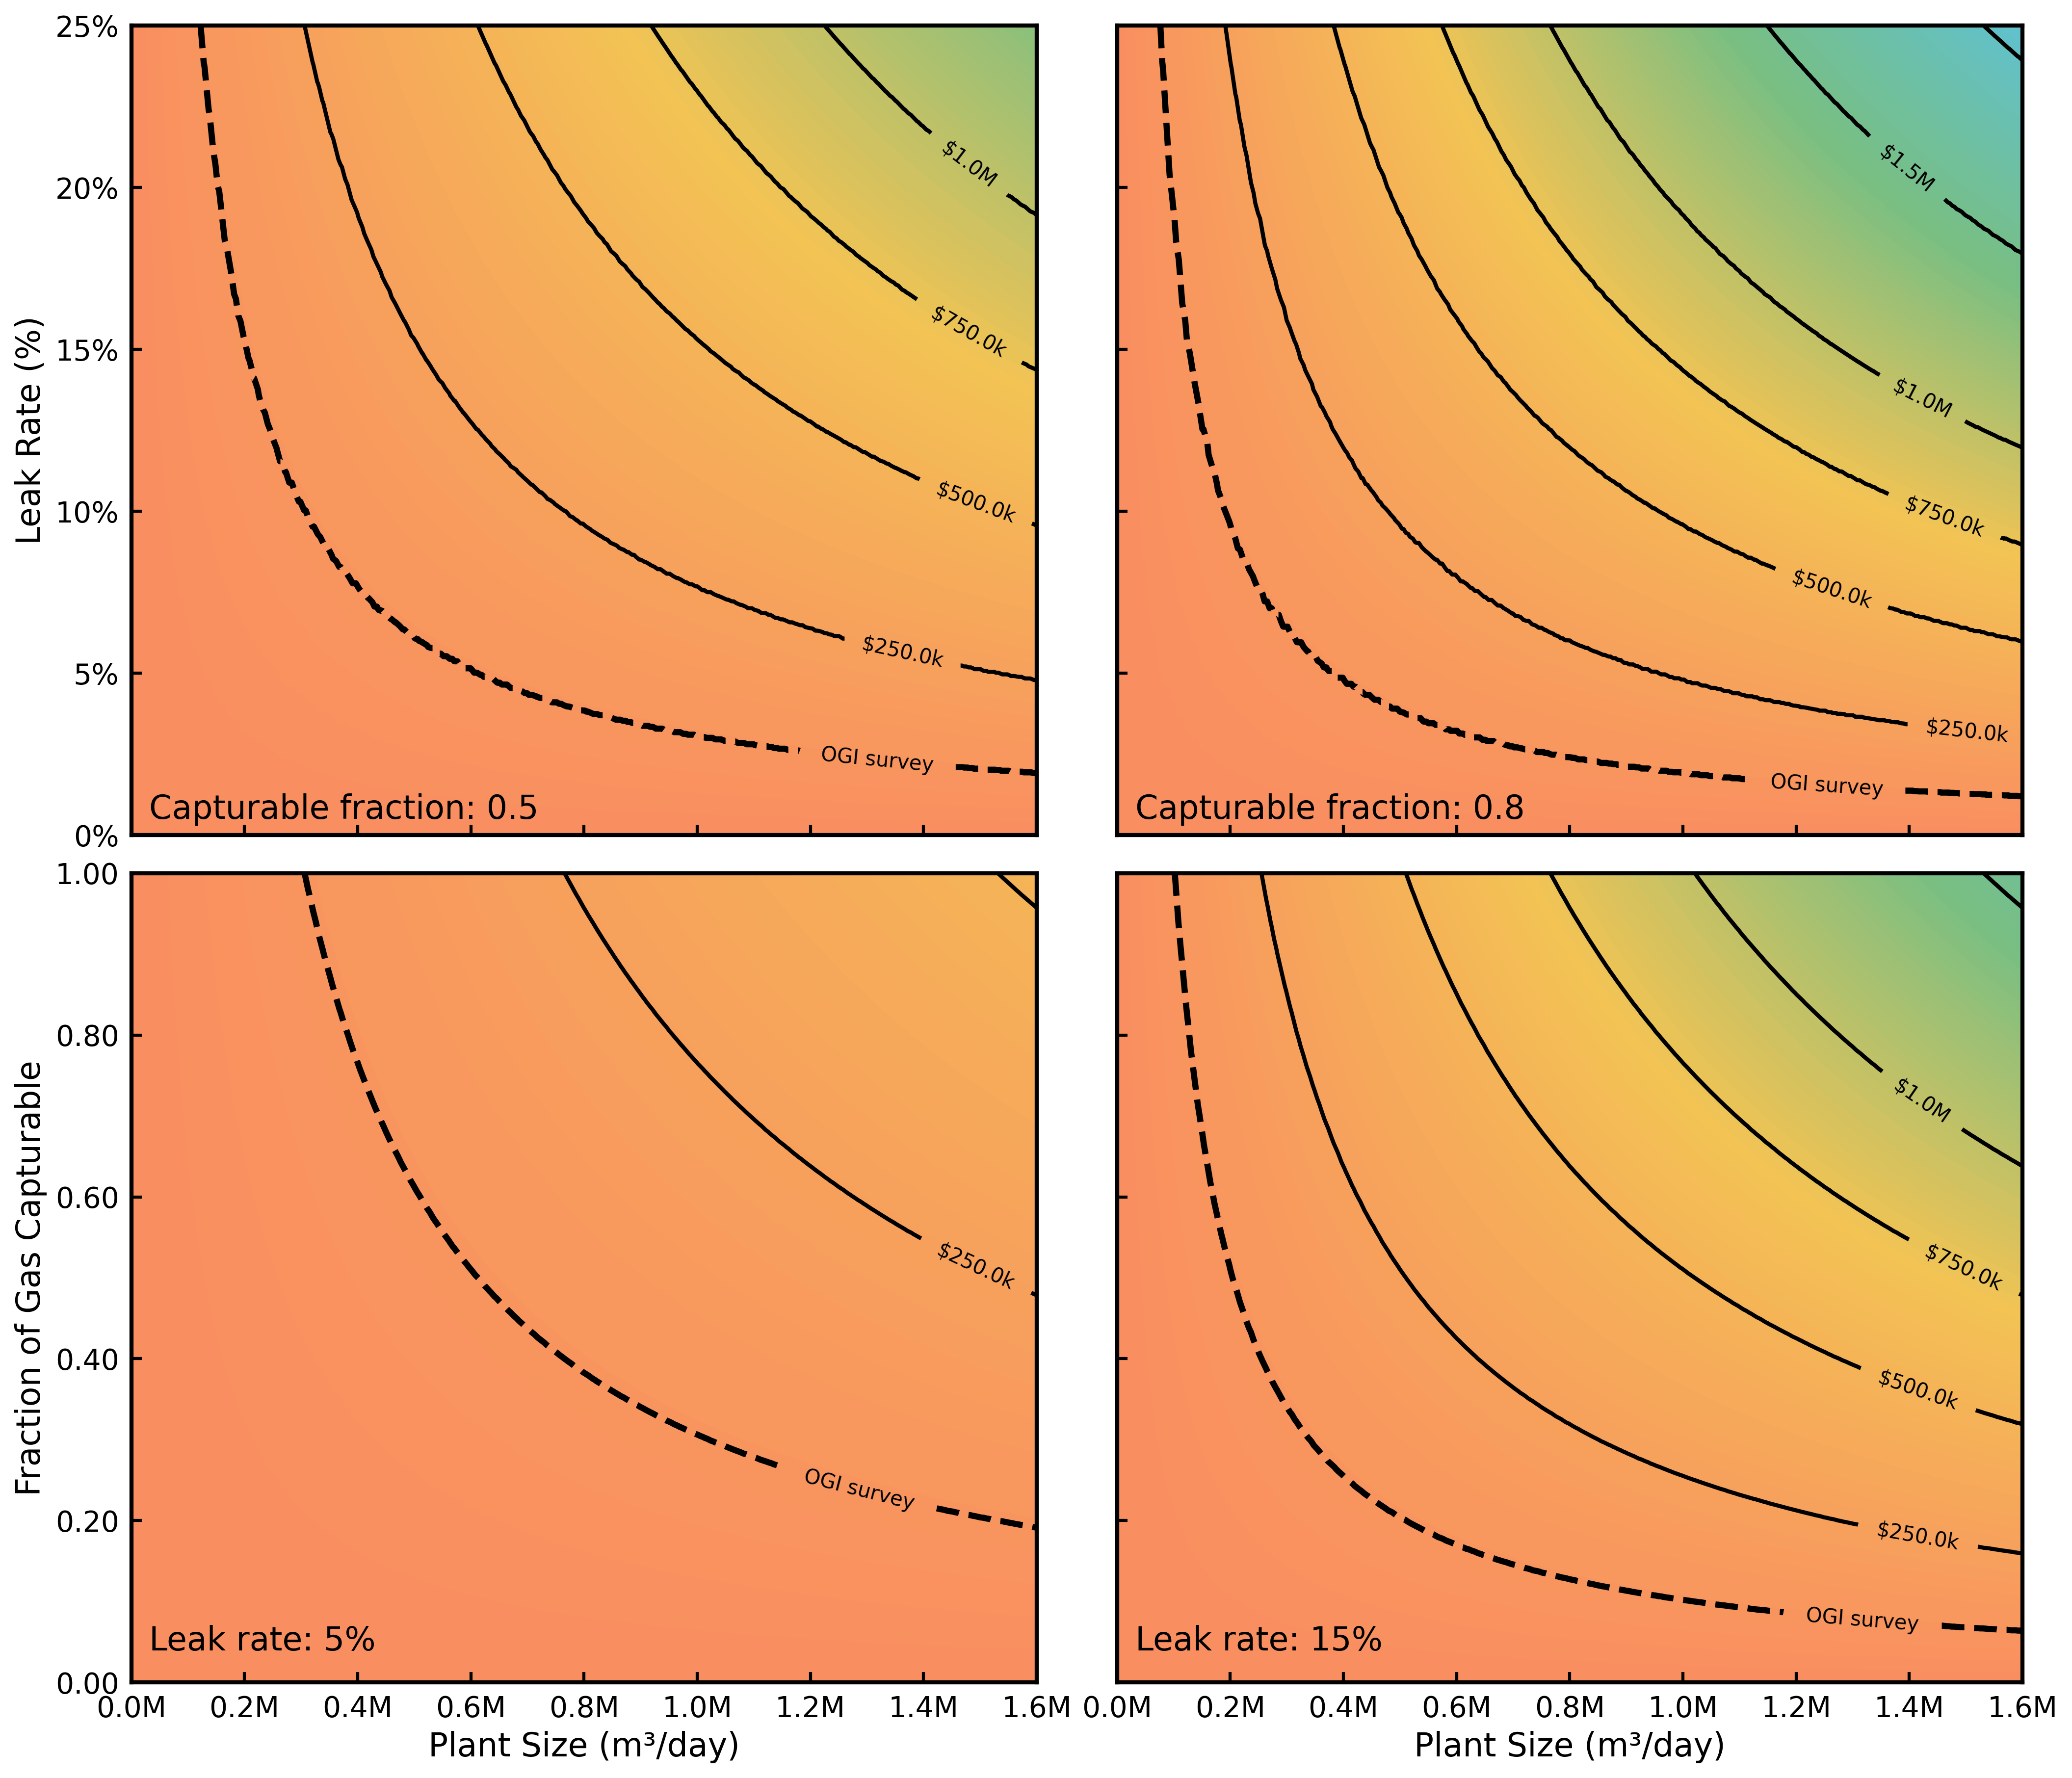 25%
20%
15%
10%
5%
0%
Leak Rate (%)
$1.0M
$750.0k
$500.0k
$250.0k
OGI survey
Capturable fraction: 0.5
$1.5M
$1.0M
$750.0k
$500.0k
$250.0k
OGI survey
Capturable fraction: 0.8
1.00
0.80
0.60
0.40
0.20
0.00
Fraction of Gas Capturable
$250.0k
OGI survey
Leak rate: 5%
0.0M 0.2M 0.4M 0.6M 0.8M 1.0M 1.2M 1.4M 1.6M
Plant Size (m³/day)
$1.0M
$750.0k
$500.0k
$250.0k
OGI survey
Leak rate: 15%
0.0M 0.2M 0.4M 0.6M 0.8M 1.0M 1.2M 1.4M 1.6M
Plant Size (m³/day)